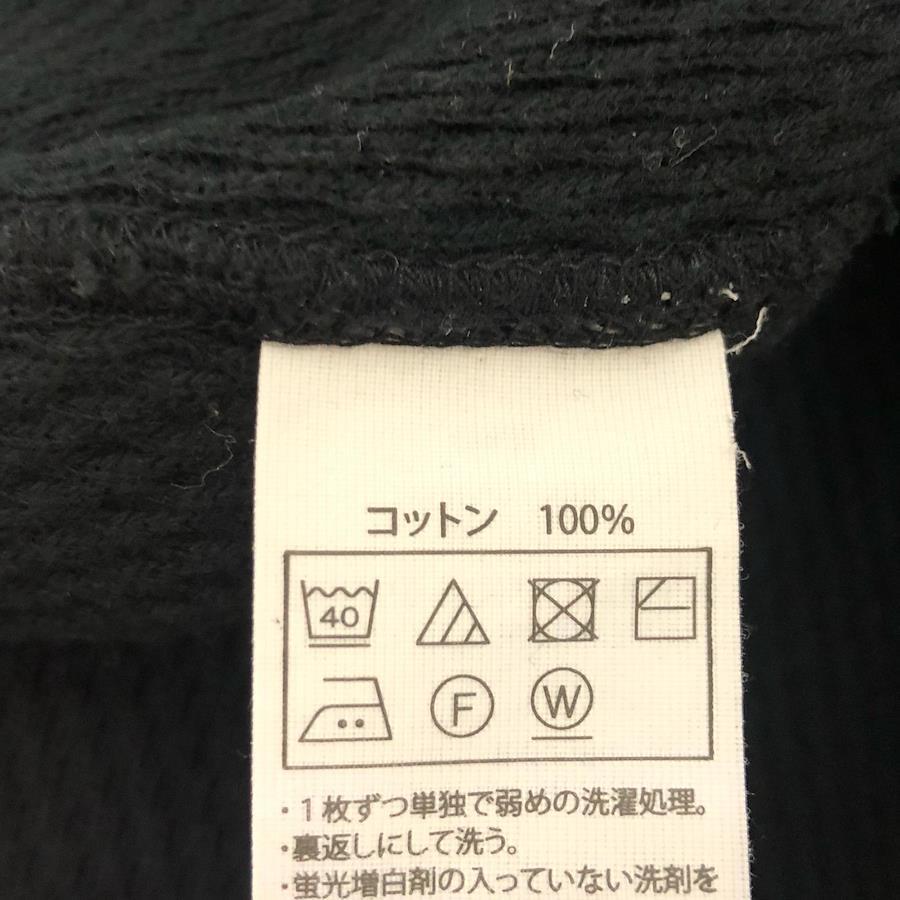 コットン　100%
40
F
W
・1枚ずつ単独で弱めの洗濯処理。
・裏返しにして洗う。
・蛍光増白剤の入っていない洗剤を